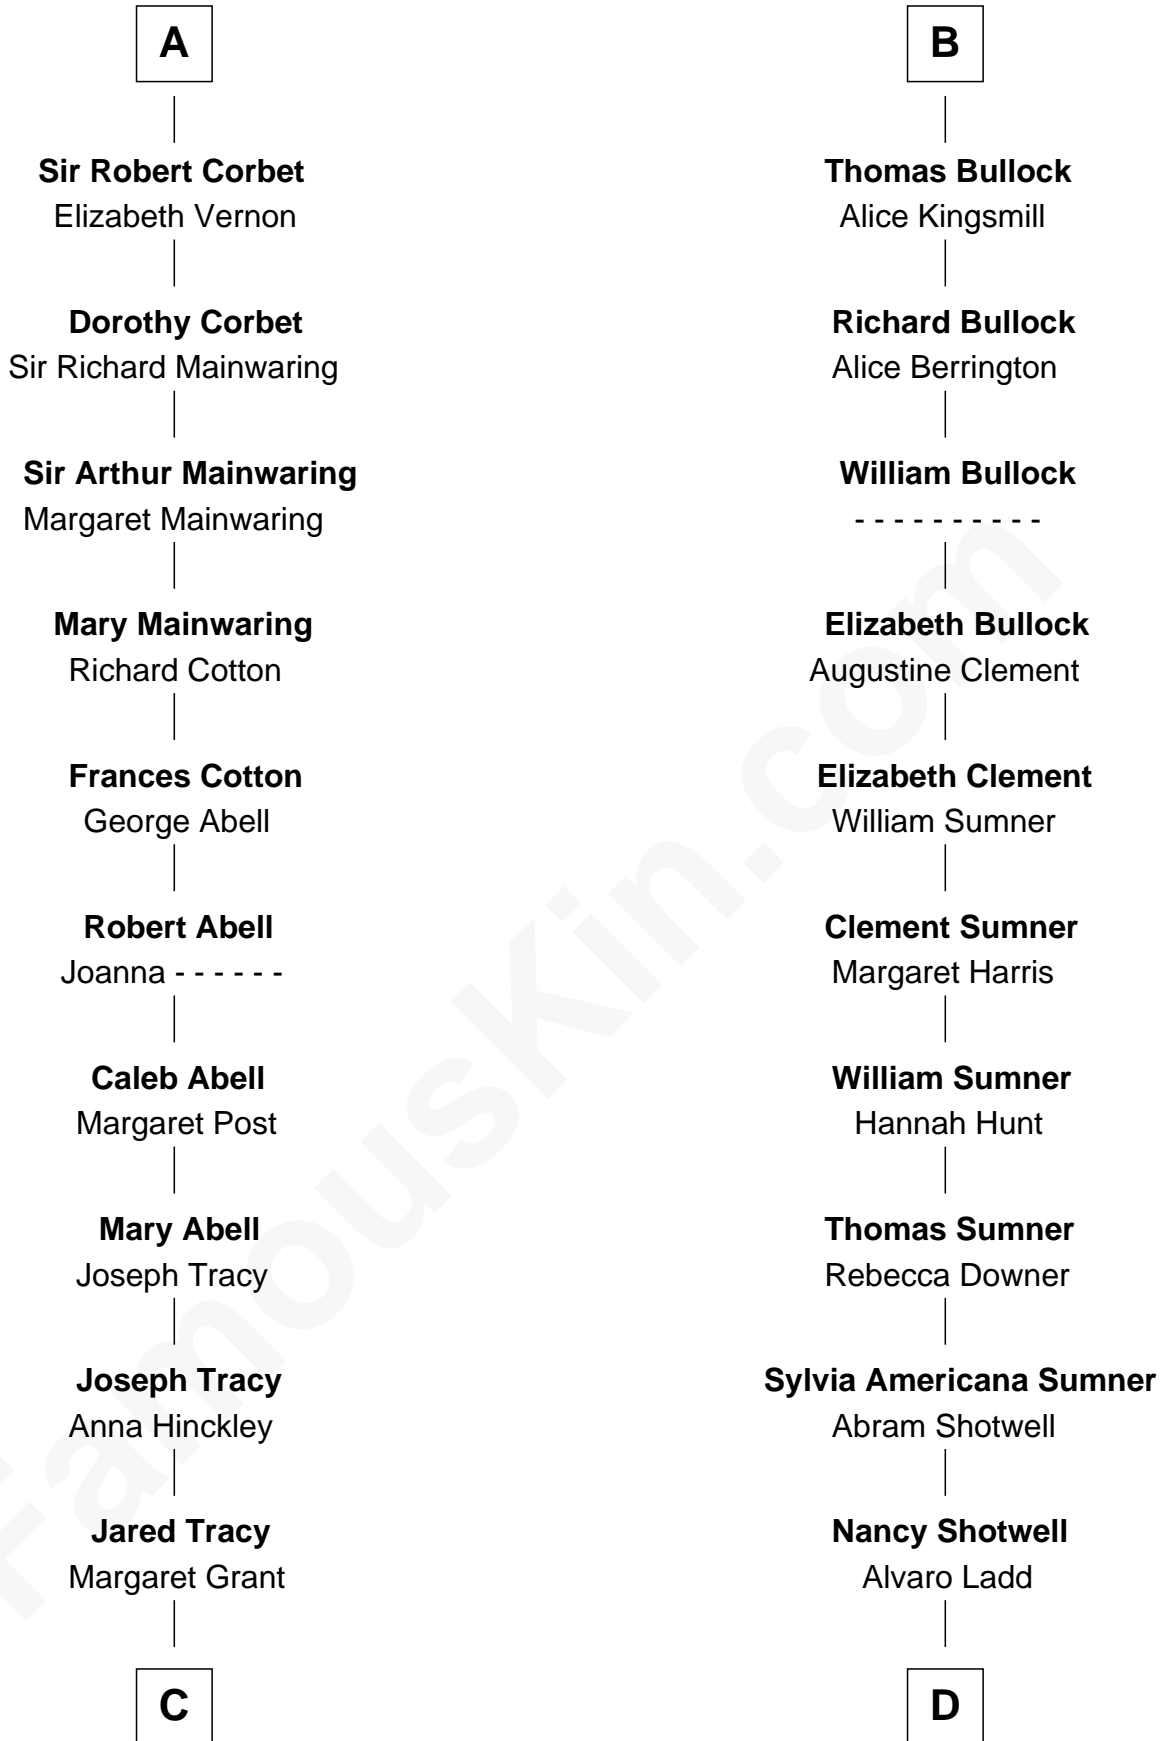 A
Sir Robert Corbet
Elizabeth Vernon
Dorothy Corbet
Sir Richard Mainwaring
Sir Arthur Mainwaring
Margaret Mainwaring
Mary Mainwaring
Richard Cotton
Frances Cotton
George Abell
Robert Abell
Joanna - - - - - -
Caleb Abell
Margaret Post
Mary Abell
Joseph Tracy
Joseph Tracy
Anna Hinckley
Jared Tracy
Margaret Grant
C
B
Thomas Bullock
Alice Kingsmill
Richard Bullock
Alice Berrington
William Bullock
- - - - - - - - - -
Elizabeth Bullock
Augustine Clement
Elizabeth Clement
William Sumner
Clement Sumner
Margaret Harris
William Sumner
Hannah Hunt
Thomas Sumner
Rebecca Downer
Sylvia Americana Sumner
Abram Shotwell
Nancy Shotwell
Alvaro Ladd
D
FamousKin.com